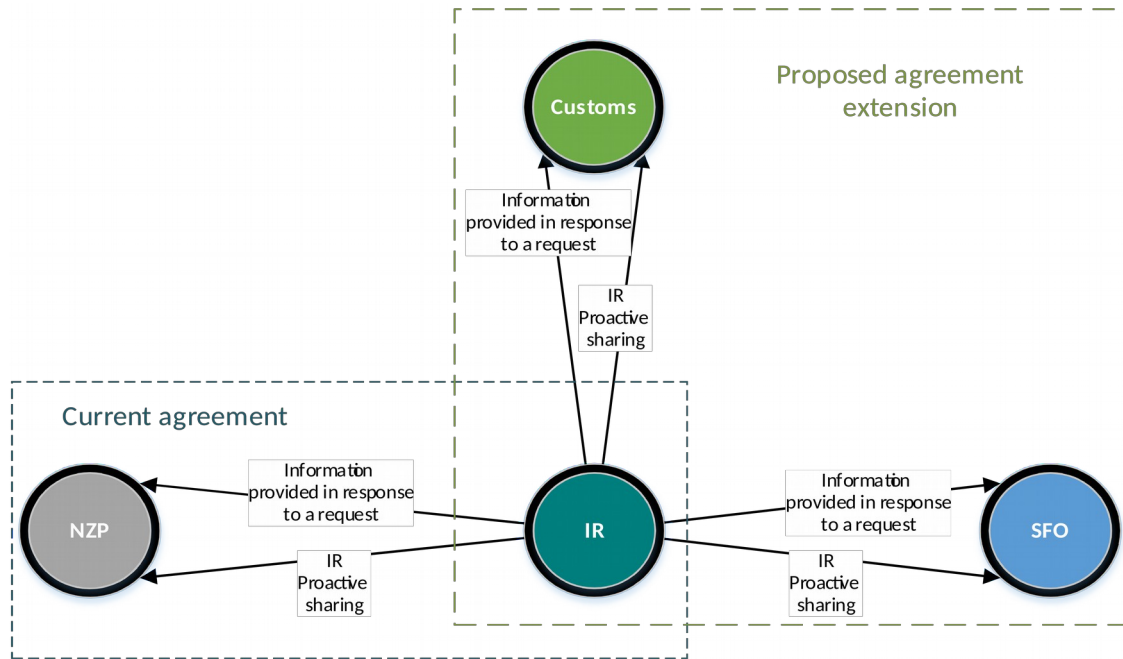 Proposed agreement
extension
Customs
Information
provided in response
to a request
IR
Proactive
sharing
Current agreement
Information
provided in response
to a request
Information
provided in response
to a request
NZP
IR
SFO
IR
Proactive
sharing
IR
Proactive
sharing